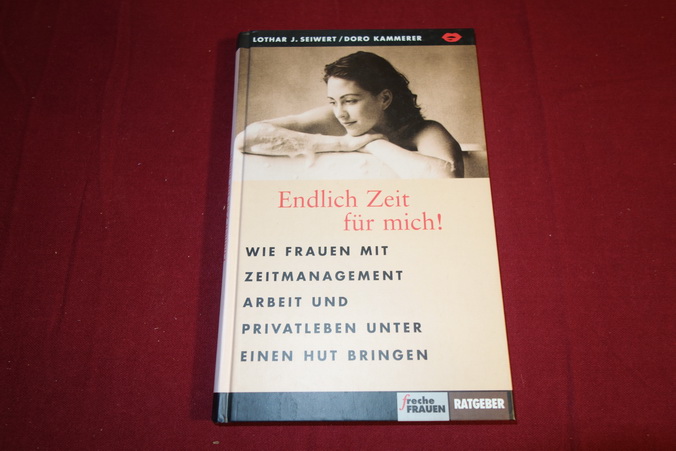 LOTHAR J. SEIWERT/DORO KAMMERER
Endlich Zeit
für mich!
WIE FRAUEN MIT
ZEITMANAGEMENT
ARBEIT UND
PRIVATLEBEN UNTER
EINEN HUT BRINGEN
freche
FRAUEN
RATGEBER